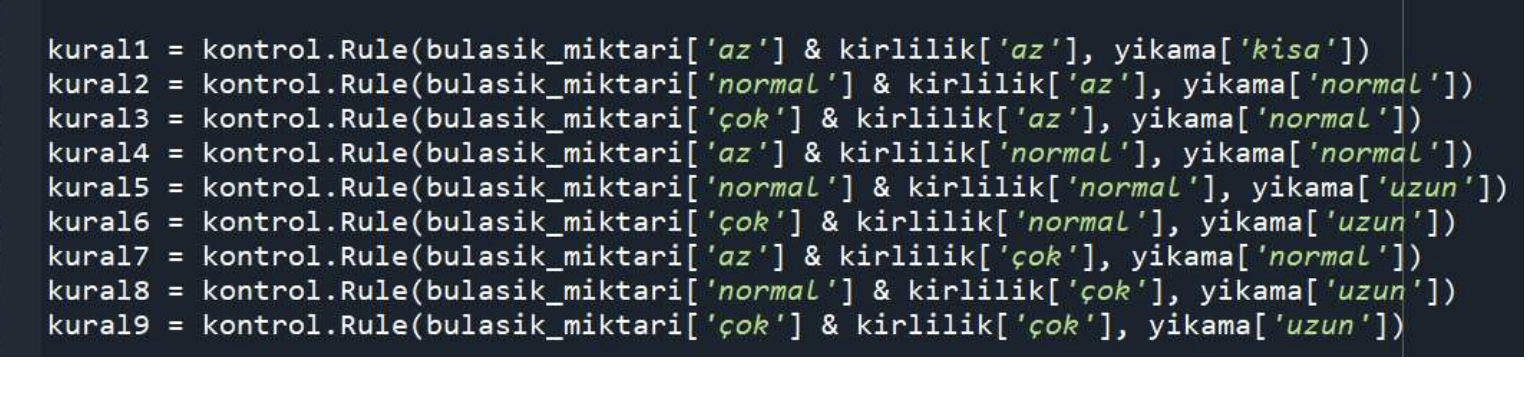 kural1 = kontrol.Rule(bulasik_miktari['az'] & kirlilik['az'], yikama['kisa'])
kural2 = kontrol.Rule(bulasik_miktari['normal'] & kirlilik['az'], yikama['normal'])
kural3 = kontrol.Rule(bulasik_miktari['çok'] & kirlilik['az'], yikama['normal'])
kural4 = kontrol.Rule(bulasik_miktari['az'] & kirlilik['normal'], yikama['normal'])
kural5 = kontrol.Rule(bulasik_miktari['normal'] & kirlilik['normal'], yikama['uzun'])
kural6 = kontrol.Rule(bulasik_miktari['çok'] & kirlilik['normal'], yikama['uzun'])
kural7 = kontrol.Rule(bulasik_miktari['az'] & kirlilik['çok'], yikama['normal'])
kural8 = kontrol.Rule(bulasik_miktari['normal'] & kirlilik['çok'], yikama['uzun'])
kural9 = kontrol.Rule(bulasik_miktari['çok'] & kirlilik['çok'], yikama['uzun'])